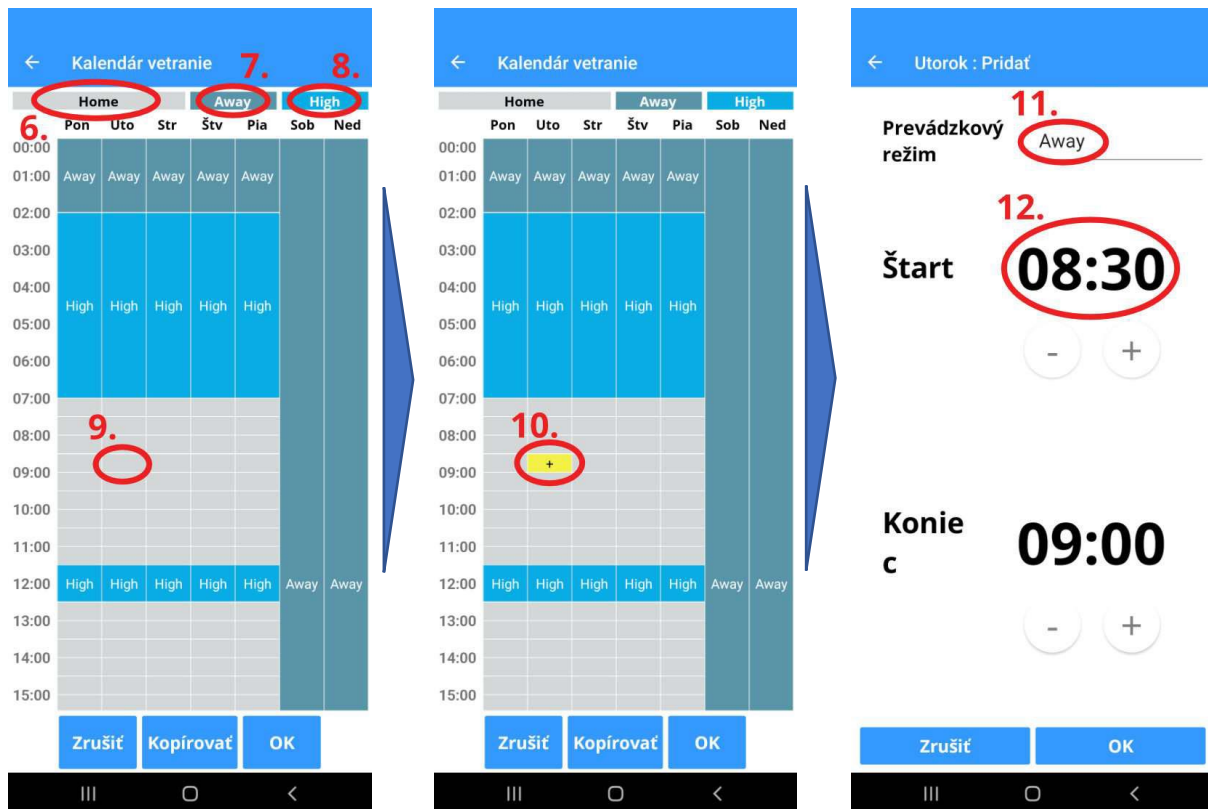 Kalendár vetranie
7.
8.
Home Away High
6.
Pon Uto Str Štv Pia Sob Ned
00:00
01:00 Away Away Away Away Away
02:00
03:00
04:00
High High High High High
05:00
06:00
07:00
08:00
9.
09:00
10:00
11:00
12:00 High High High High High Away Away
13:00
14:00
15:00
Zrušiť Kopírovať OK
Kalendár vetranie
Home Away High
Pon Uto Str Štv Pia Sob Ned
00:00
01:00 Away Away Away Away Away
02:00
03:00
04:00
High High High High High
05:00
06:00
07:00
08:00
10.
+
09:00
10:00
11:00
12:00 High High High High High Away Away
13:00
14:00
15:00
Zrušiť Kopírovať OK
Utorok : Pridať
11.
Prevádzkový
režim
Away
12.
Štart 08:30
- +
Konie
c
09:00
- +
Zrušiť OK